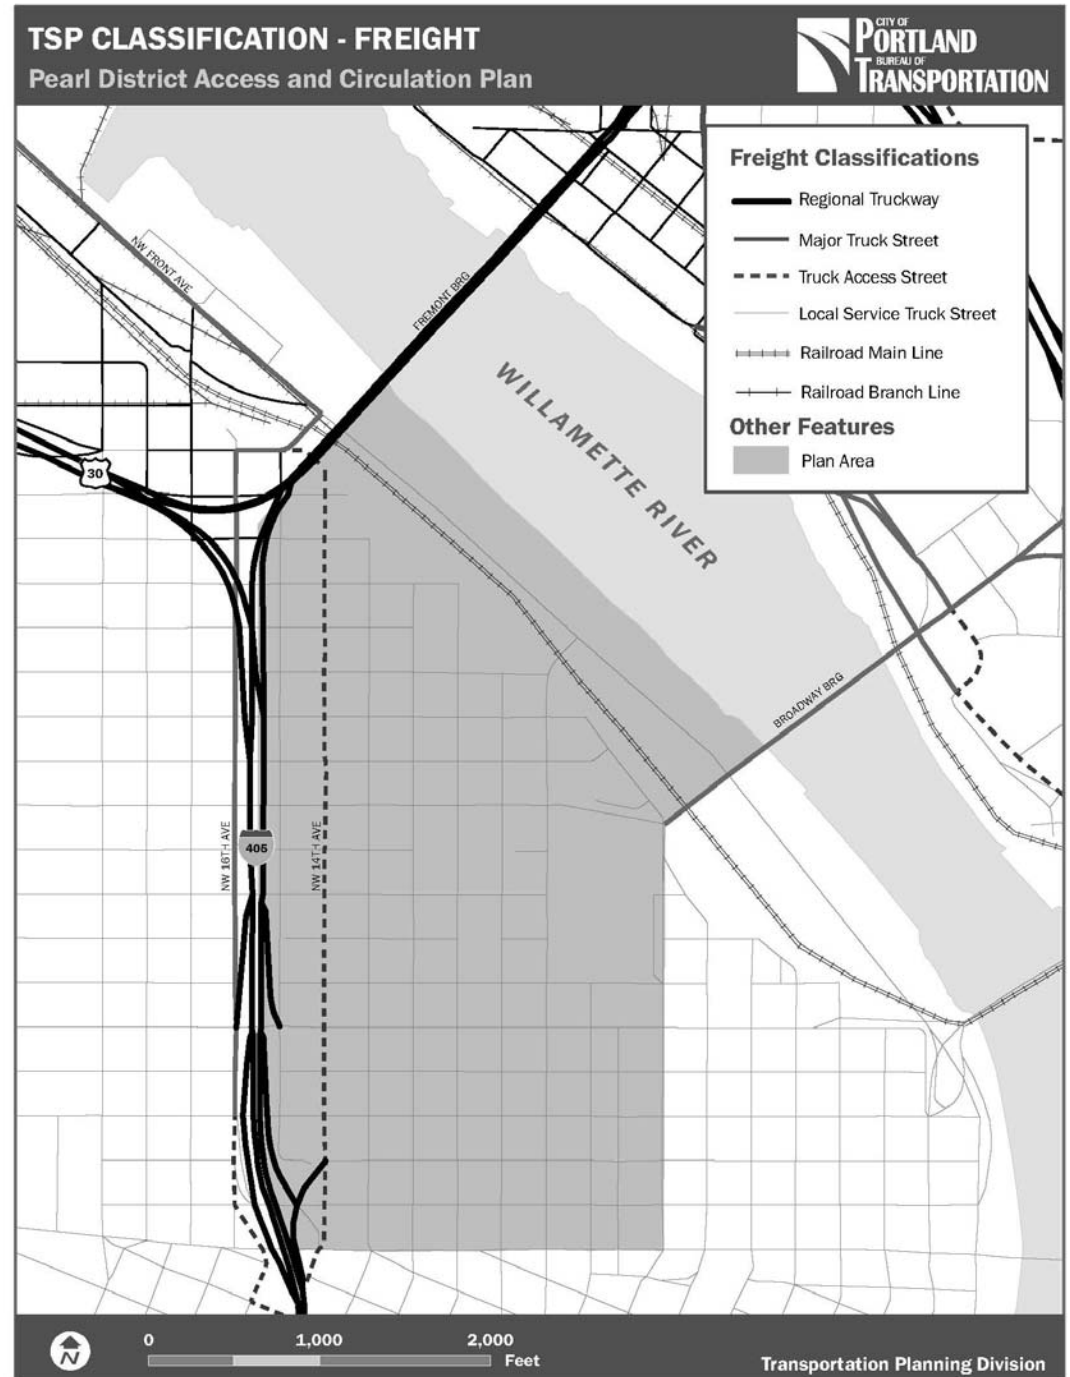 TSP CLASSIFICATION - FREIGHT
Pearl District Access and Circulation Plan
CITY OF
PORTLAND
BUREAU OF
TRANSPORTATION
Freight Classifications
Regional Truckway
Major Truck Street
Truck Access Street
Local Service Truck Street
Railroad Main Line
Railroad Branch Line
Other Features
Plan Area
NW FRONT AVE
FREMONT BRG
WILLAMETTE RIVER
30
BROADWAY BRG
NW 16TH AVE
405
NW 14TH AVE
N
0 1,000 2,000
Feet
Transportation Planning Division